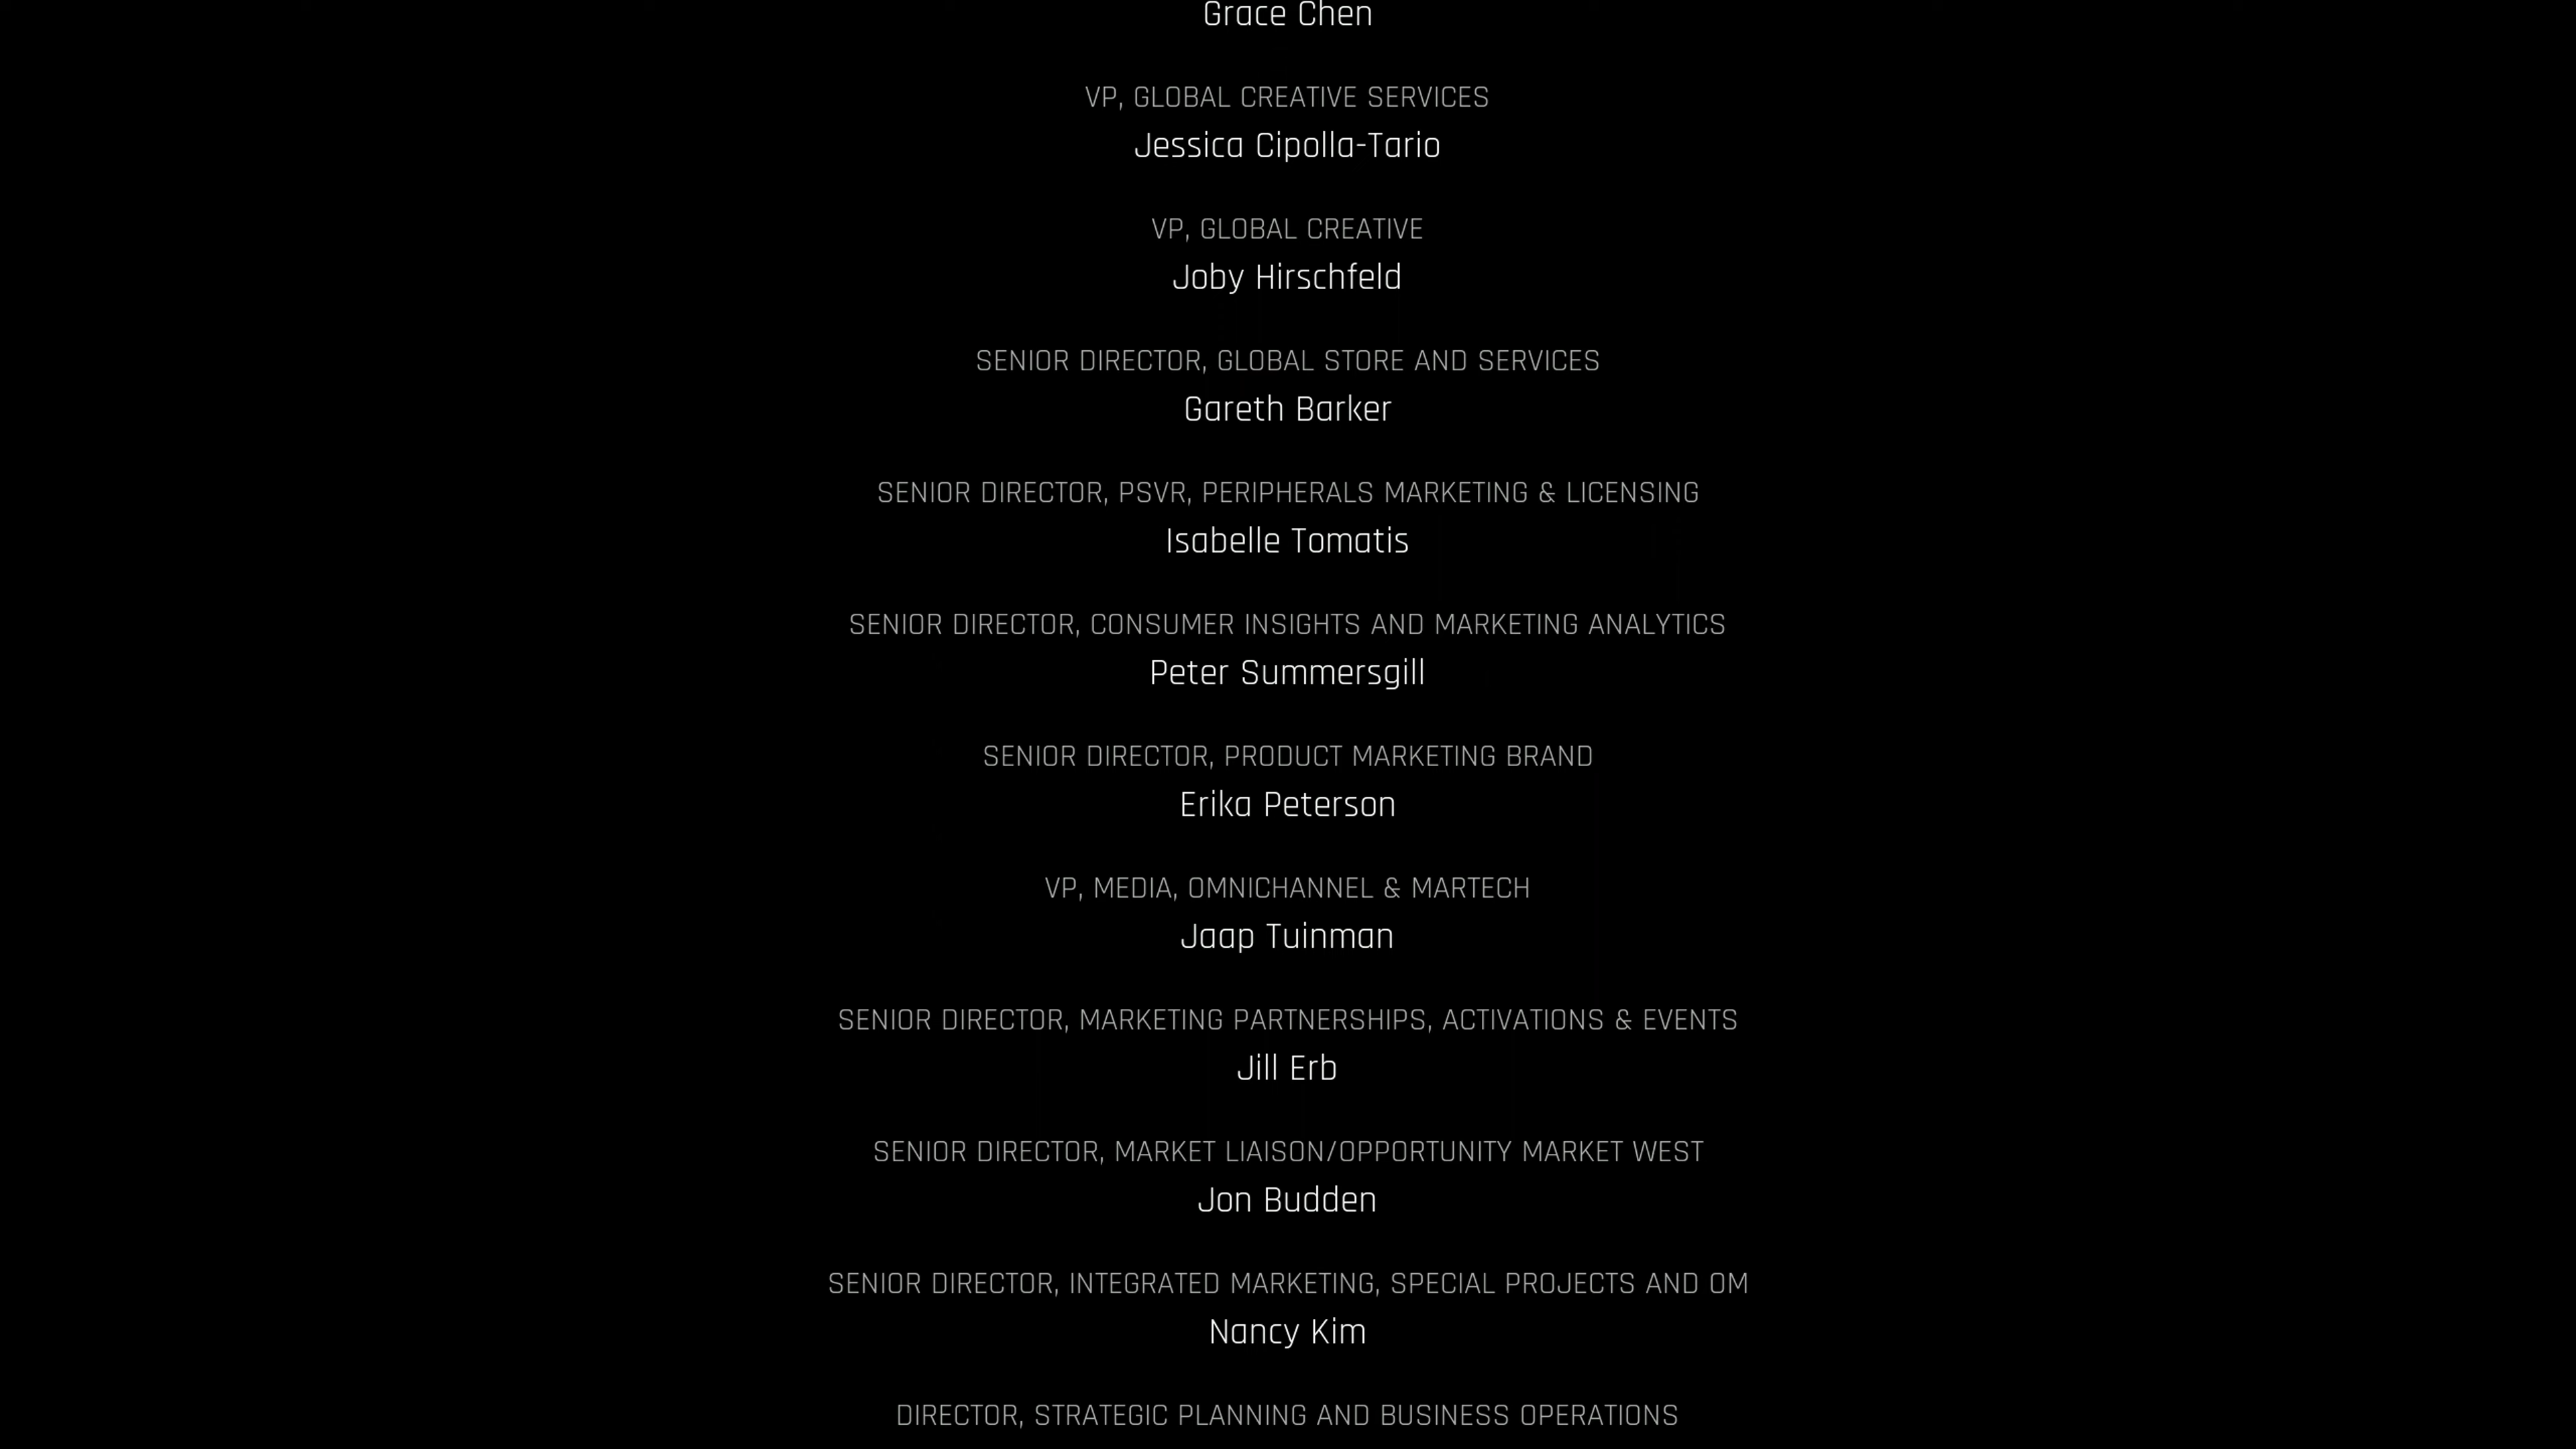 Grace Chen
VP, GLOBAL CREATIVE SERVICES
Jessica Cipolla-Tario
VP, GLOBAL CREATIVE
Joby Hirschfeld
SENIOR DIRECTOR, GLOBAL STORE AND SERVICES
Gareth Barker
SENIOR DIRECTOR, PSVR, PERIPHERALS MARKETING & LICENSING
Isabelle Tomatis
SENIOR DIRECTOR, CONSUMER INSIGHTS AND MARKETING ANALYTICS
Peter Summersgill
SENIOR DIRECTOR, PRODUCT MARKETING BRAND
Erika Peterson
VP, MEDIA, OMNICHANNEL & MARTECH
Jaap Tuinman
SENIOR DIRECTOR, MARKETING PARTNERSHIPS, ACTIVATIONS & EVENTS
Jill Erb
SENIOR DIRECTOR, MARKET LIAISON/OPPORTUNITY MARKET WEST
Jon Budden
SENIOR DIRECTOR, INTEGRATED MARKETING, SPECIAL PROJECTS AND OM
Nancy Kim
DIRECTOR, STRATEGIC PLANNING AND BUSINESS OPERATIONS